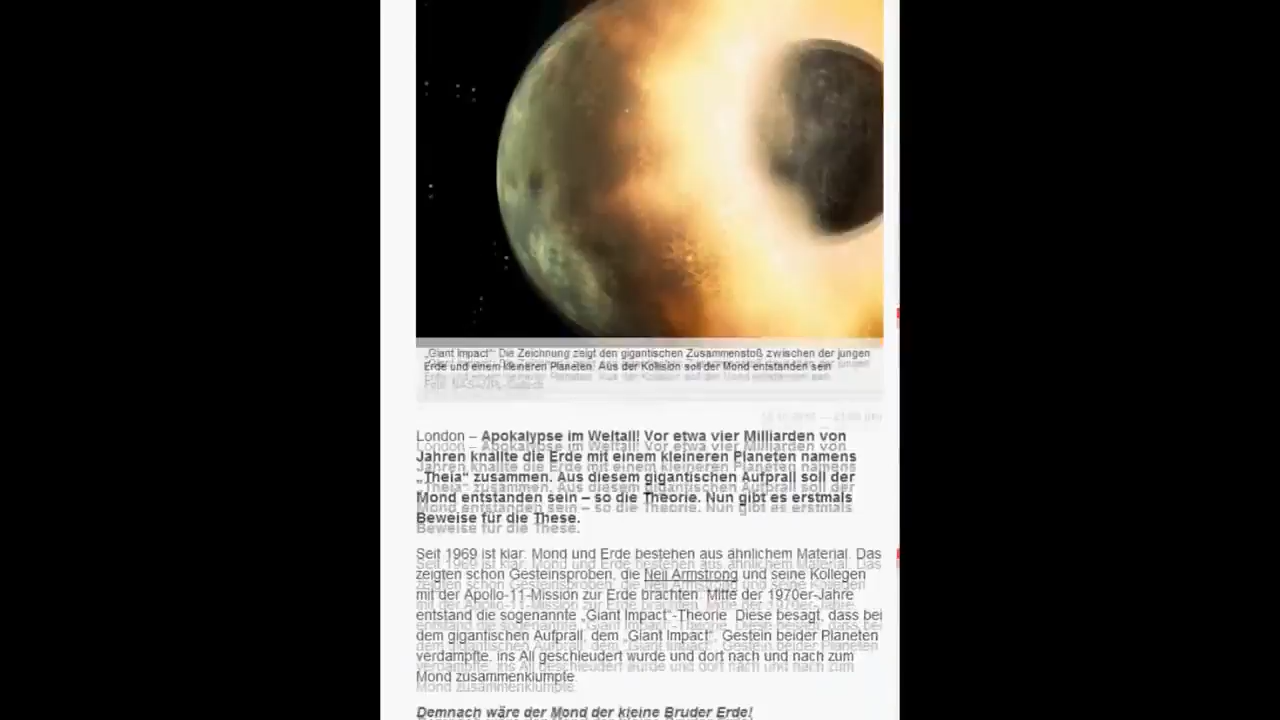 „Giant Impact“: Die Zeichnung zeigt den gigantischen Zusammenstoß zwischen der jungen
Erde und einem kleineren Planeten. Aus der Kollision soll der Mond entstanden sein
Foto: NASA/JPL-Caltech
London – Apokalypse im Weltall! Vor etwa vier Milliarden von
Jahren knallte die Erde mit einem kleineren Planeten namens
„Theia“ zusammen. Aus diesem gigantischen Aufprall soll der
Mond entstanden sein – so die Theorie. Nun gibt es erstmals
Beweise für die These.
Seit 1969 ist klar: Mond und Erde bestehen aus ähnlichem Material. Das
zeigten schon Gesteinsproben, die Neil Armstrong und seine Kollegen
mit der Apollo-11-Mission zur Erde brachten. Mitte der 1970er-Jahre
entstand die sogenannte „Giant Impact“-Theorie. Diese besagt, dass bei
dem gigantischen Aufprall, dem „Giant Impact“, Gestein beider Planeten
verdampfte, ins All geschleudert wurde und dort nach und nach zum
Mond zusammenklumpte.
Demnach wäre der Mond der kleine Bruder Erde!